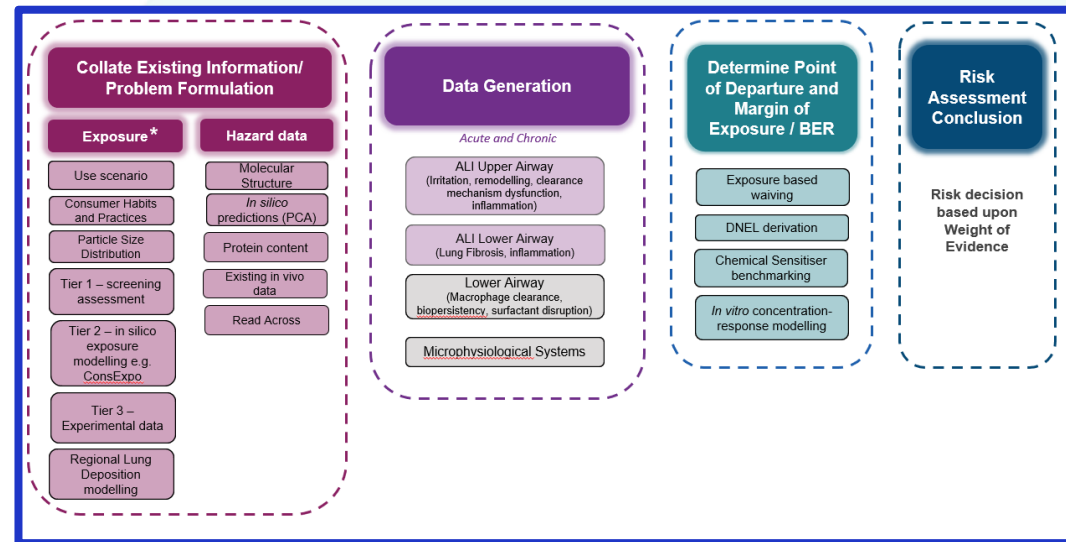 Collate Existing Information/
Problem Formulation
Exposure*
Use scenario
Consumer Habits
and Practices
Particle Size
Distribution
Tier 1 – screening
assessment
Tier 2 – in silico
exposure
modelling e.g.
ConsExpo
Tier 3 –
Experimental data
Regional Lung
Deposition
modelling
Hazard data
Molecular
Structure
In silico
predictions (PCA)
Protein content
Existing in vivo
data
Read Across
Data Generation
Acute and Chronic
ALI Upper Airway
(Irritation, remodelling, clearance
mechanism dysfunction,
inflammation)
ALI Lower Airway
(Lung Fibrosis, inflammation)
Lower Airway
(Macrophage clearance,
biopersistency, surfactant disruption)
Microphysiological Systems
Determine Point
of Departure and
Margin of
Exposure / BER
Exposure based
waiving
DNEL derivation
Chemical Sensitiser
benchmarking
In vitro concentration-
response modelling
Risk
Assessment
Conclusion
Risk decision
based upon
Weight of
Evidence